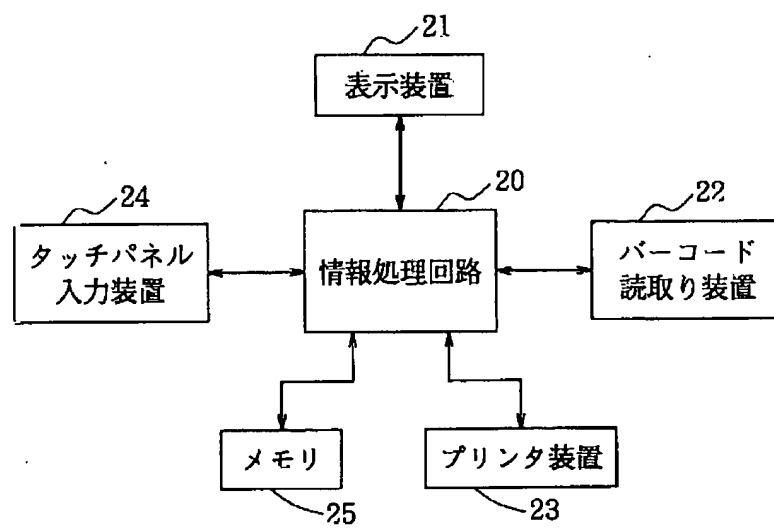 21
表示装置
24
タッチパネル
入力装置
20
情報処理回路
22
バーコード
読取り装置
メモリ
25
プリンタ装置
23